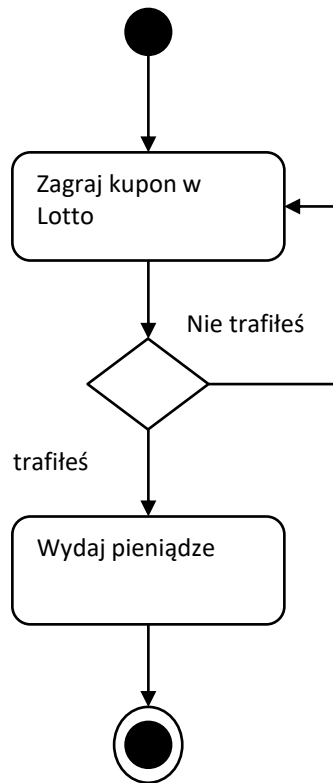 Zagraj kupon w
Lotto
Nie trafiłeś
trafiłeś
Wydaj pieniądze